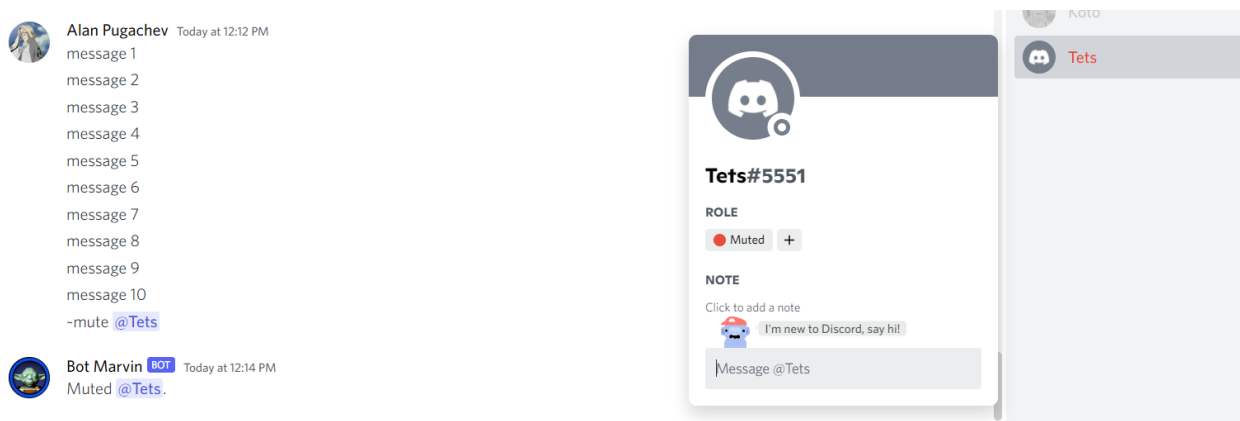 Alan Pugachev Today at 12:12 PM
message 1
message 2
message 3
message 4
message 5
message 6
message 7
message 8
message 9
message 10
~mute @Tets
Bot Marvin BOT Today at 12:14 PM
Muted @Tets.
Tets#5551
ROLE
Muted +
NOTE
Click to add a note
I'm new to Discord, say hi!
Message @Tets
Koto
Tets